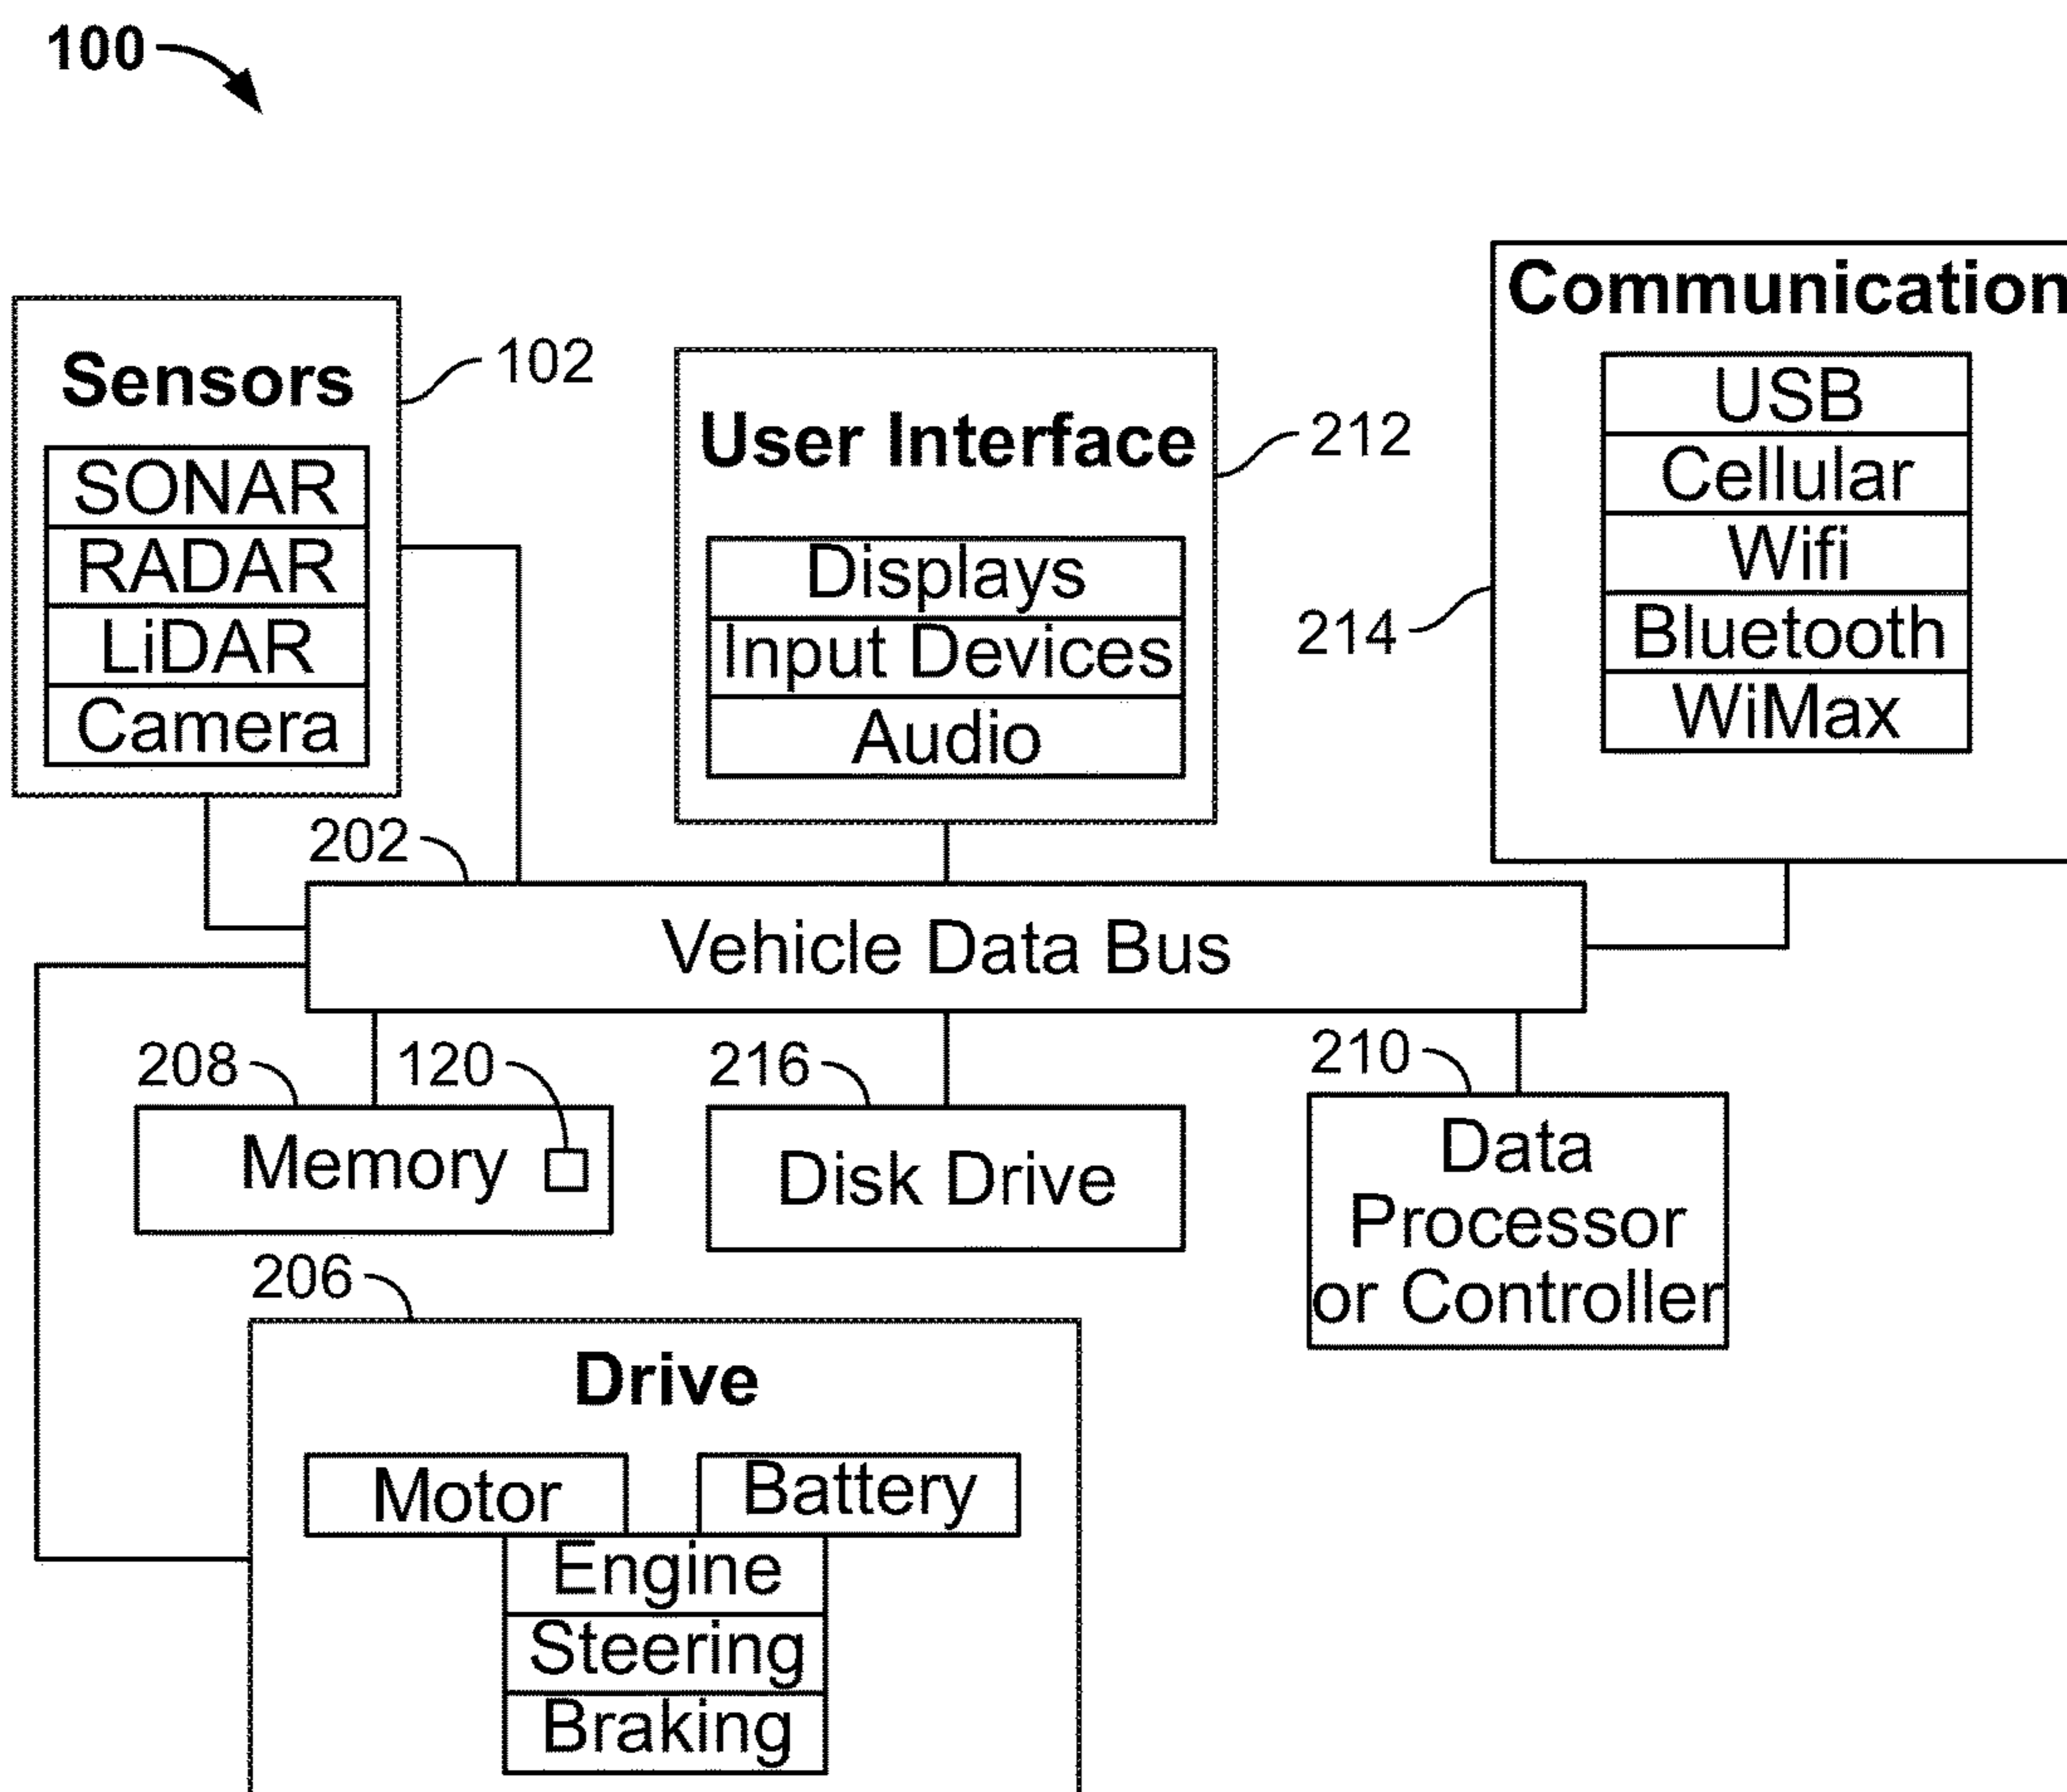 100
Sensors
102
SONAR
RADAR
LiDAR
Camera
User Interface
212
Displays
Input Devices
Audio
Communication
214
USB
Cellular
Wifi
Bluetooth
WiMax
202
Vehicle Data Bus
208
120
Memory
216
Disk Drive
210
Data
Processor
or Controller
206
Drive
Motor
Battery
Engine
Steering
Braking